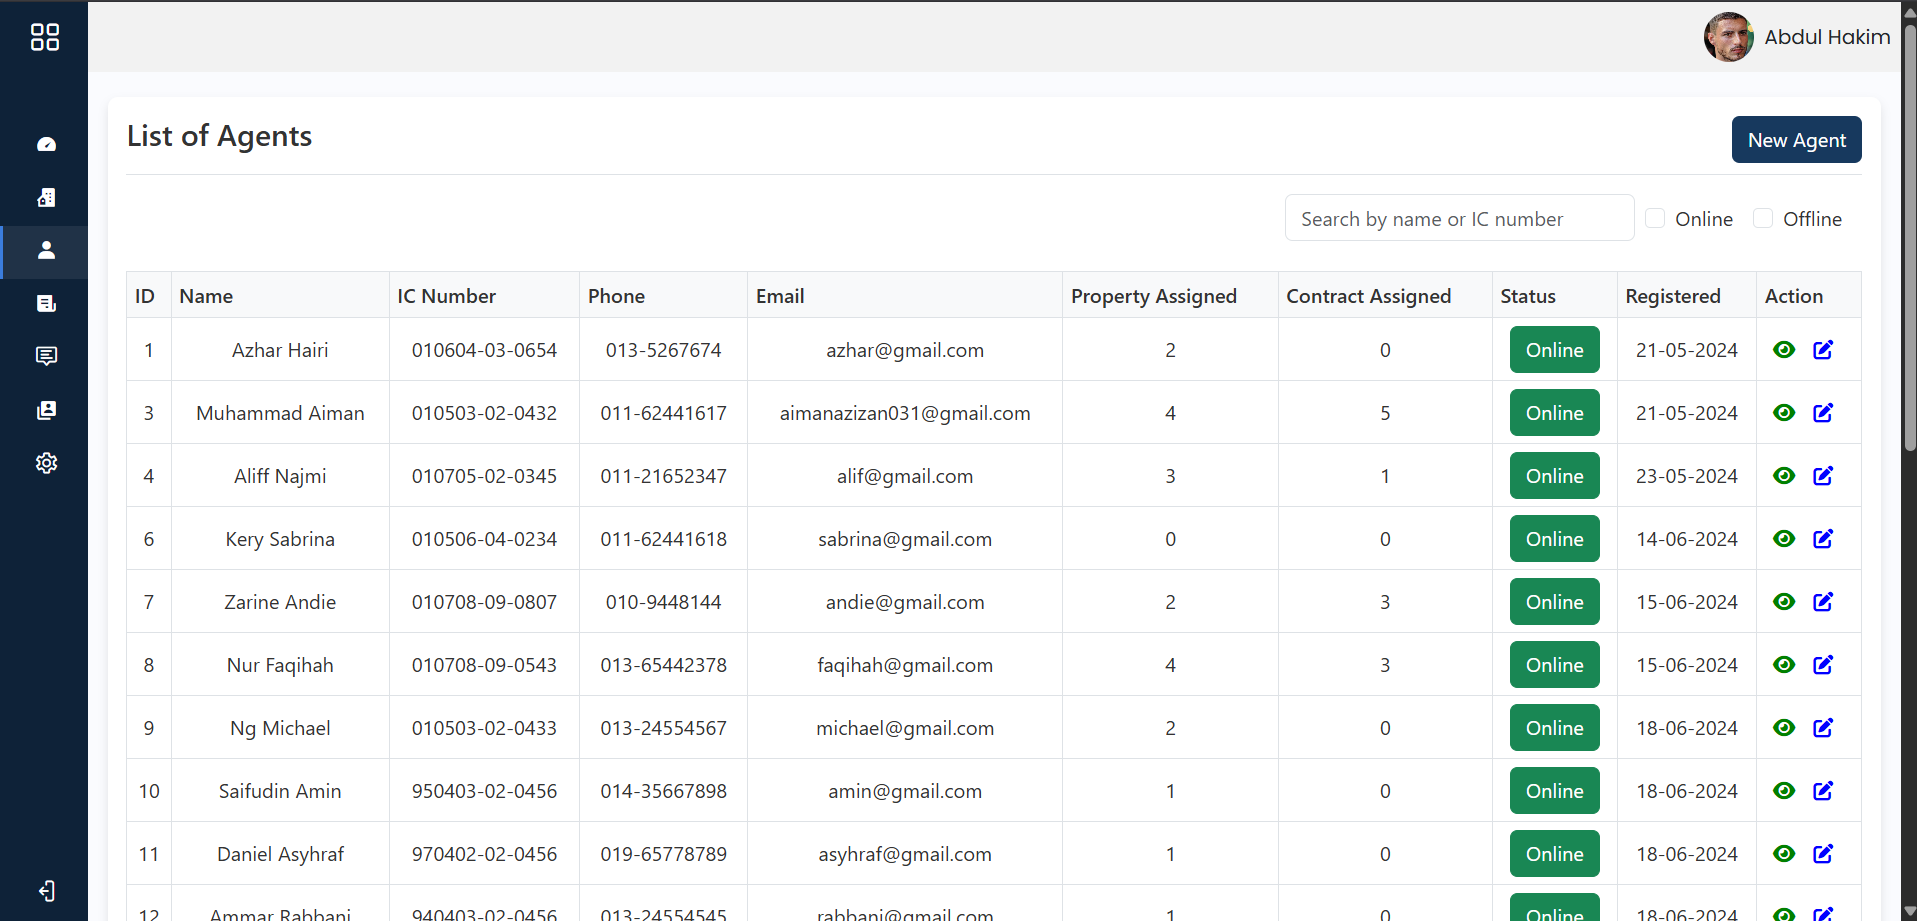 Abdul Hakim
List of Agents
New Agent
Search by name or IC number Online Offline
ID Name IC Number Phone Email Property Assigned Contract Assigned Status Registered Action
1 Azhar Hairi 010604-03-0654 013-5267674 azhar@gmail.com 2 0 Online 21-05-2024
3 Muhammad Aiman 010503-02-0432 011-62441617 aimanazizan031@gmail.com 4 5 Online 21-05-2024
4 Aliff Najmi 010705-02-0345 011-21652347 alif@gmail.com 3 1 Online 23-05-2024
6 Kery Sabrina 010506-04-0234 011-62441618 sabrina@gmail.com 0 0 Online 14-06-2024
7 Zarine Andie 010708-09-0807 010-9448144 andie@gmail.com 2 3 Online 15-06-2024
8 Nur Faqihah 010708-09-0543 013-65442378 faqihah@gmail.com 4 3 Online 15-06-2024
9 Ng Michael 010503-02-0433 013-24554567 michael@gmail.com 2 0 Online 18-06-2024
10 Saifudin Amin 950403-02-0456 014-35667898 amin@gmail.com 1 0 Online 18-06-2024
11 Daniel Asyhraf 970402-02-0456 019-65778789 asyhraf@gmail.com 1 0 Online 18-06-2024
12 Ammar Rabbani 940403-02-0456 013-24554545 rabbani@gmail.com 1 0 Online 18-06-2024